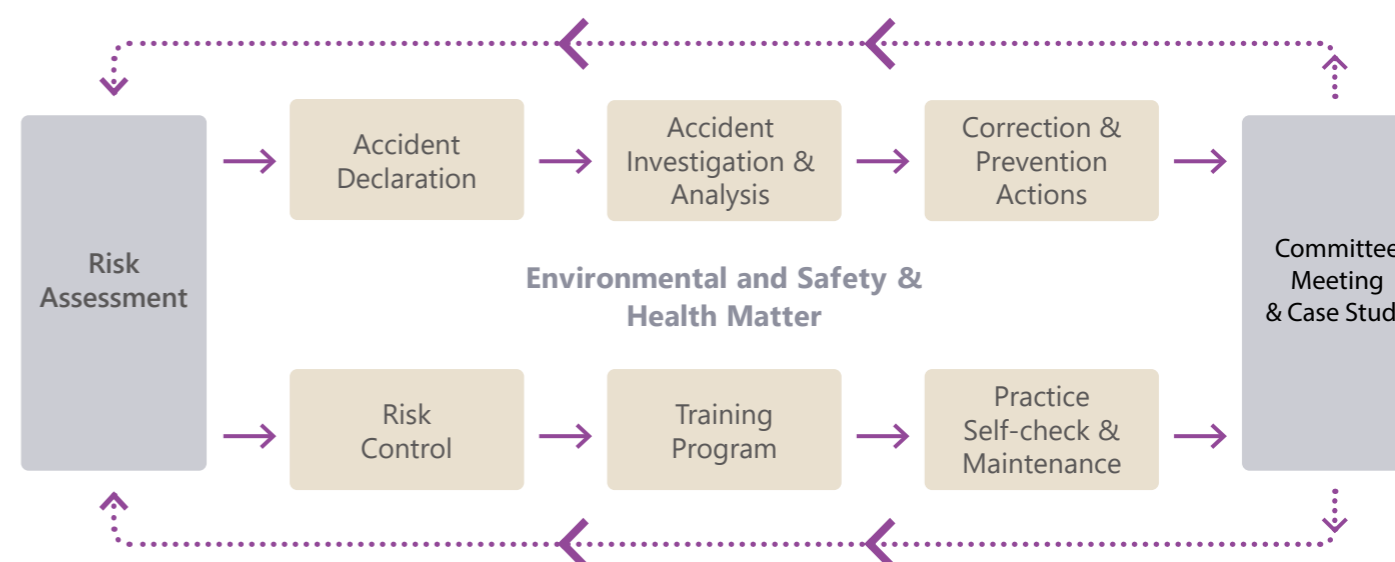 Risk
Assessment
Accident
Declaration
Accident
Investigation &
Analysis
Correction &
Prevention
Actions
Environmental and Safety &
Health Matter
Risk
Control
Training
Program
Practice
Self-check &
Maintenance
Committee
Meeting
& Case Stud